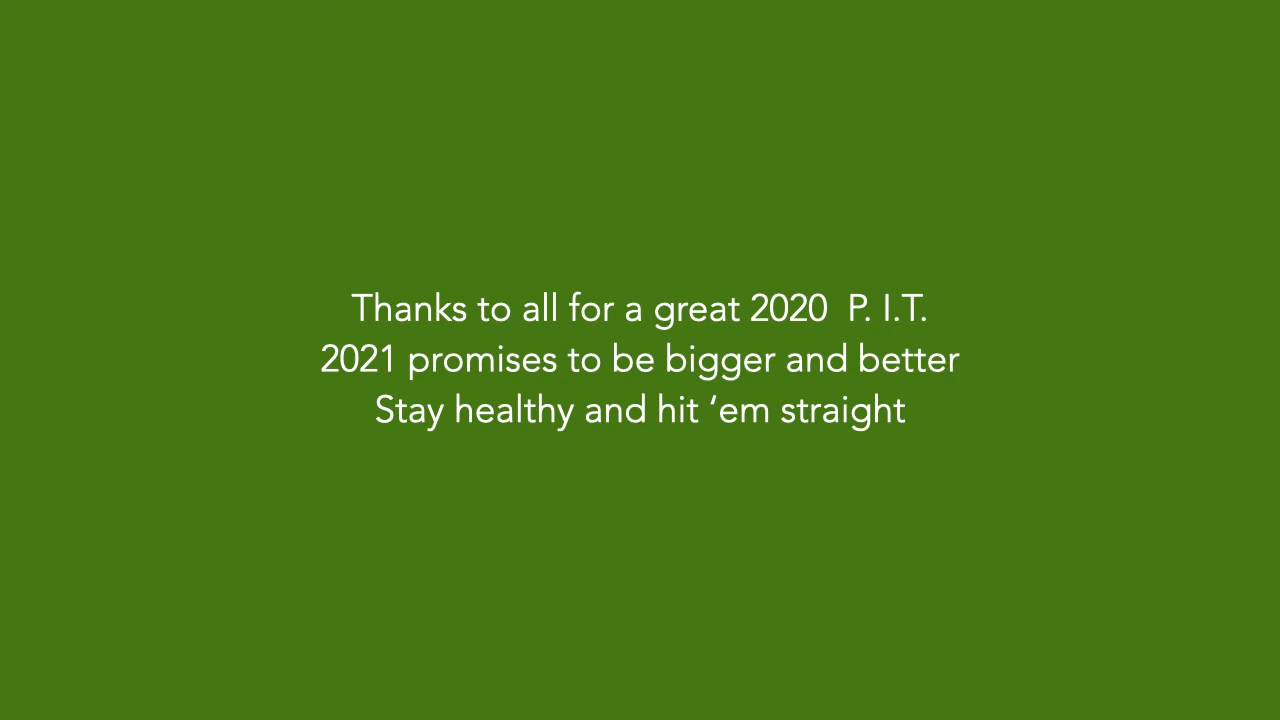 Thanks to all for a great 2020  P. I.T.
2021 promises to be bigger and better
Stay healthy and hit ‘em straight